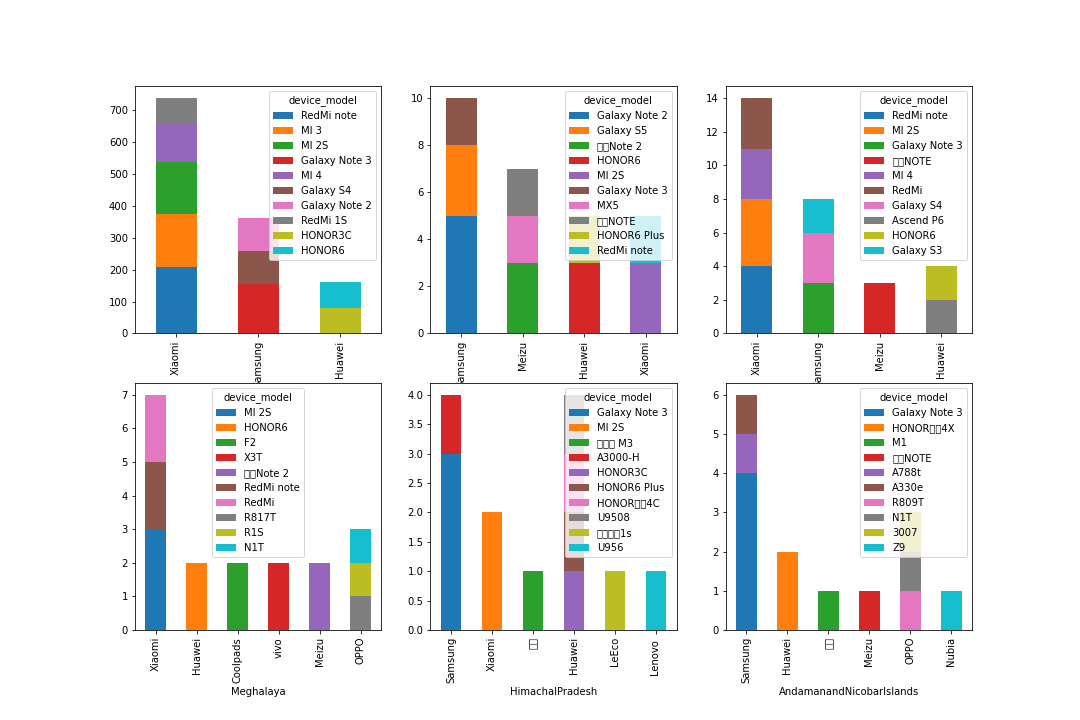 700
600
500
400
300
200
100
0
device_model
RedMi note
MI 3
MI 2S
Galaxy Note 3
MI 4
Galaxy S4
Galaxy Note 2
RedMi 1S
HONOR3C
HONOR6
Xiaomi
amsung
Huawei
10
8
6
4
2
0
device_model
Galaxy Note 2
Galaxy S5
Note 2
HONOR6
MI 2S
Galaxy Note 3
MX5
NOTE
HONOR6 Plus
RedMi note
amsung
Meizu
Huawei
Xiaomi
14
12
10
8
6
4
2
0
device_model
RedMi note
MI 2S
Galaxy Note 3
NOTE
MI 4
RedMi
Galaxy S4
Ascend P6
HONOR6
Galaxy S3
Xiaomi
amsung
Meizu
Huawei
7
6
5
4
3
2
1
0
device_model
MI 2S
HONOR6
F2
X3T
Note 2
RedMi note
RedMi
R817T
R1S
N1T
Xiaomi
Huawei
Coolpads
vivo
Meizu
OPPO
Meghalaya
4.0
3.5
3.0
2.5
2.0
1.5
1.0
0.5
0.0
device_model
Galaxy Note 3
MI 2S
M3
A3000-H
HONOR3C
HONOR6 Plus
HONOR 4C
U9508
1s
U956
Samsung
Xiaomi
Huawei
LeEco
Lenovo
HimachalPradesh
6
5
4
3
2
1
0
device_model
Galaxy Note 3
HONOR 4X
M1
NOTE
A788t
A330e
R809T
N1T
3007
Z9
Samsung
Huawei
Meizu
OPPO
Nubia
AndamanandNicobarIslands